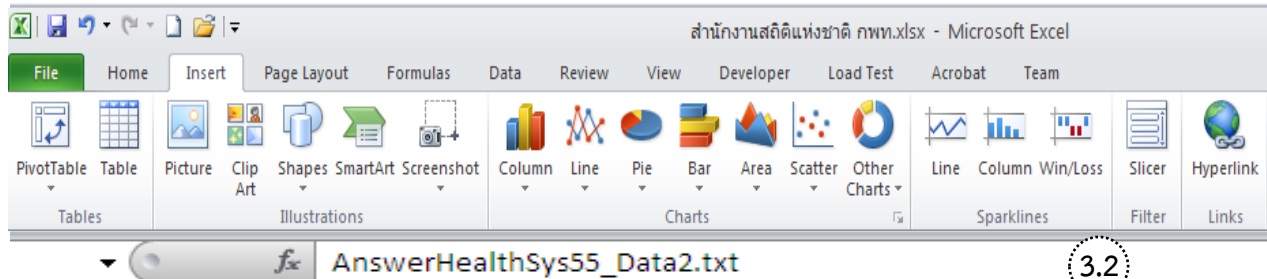 สำนักงานสถิติแห่งชาติ กพท.xlsx - Microsoft Excel
File Home Insert Page Layout Formulas Data Review View Developer Load Test Acrobat Team
PivotTable Table Picture Clip Art Shapes SmartArt Screenshot Column Line Pie Bar Area Scatter Other Charts Line Column Win/Loss Slicer Hyperlink
Tables Illustrations Charts Sparklines Filter Links
fx AnswerHealthSys55_Data2.txt 3.2